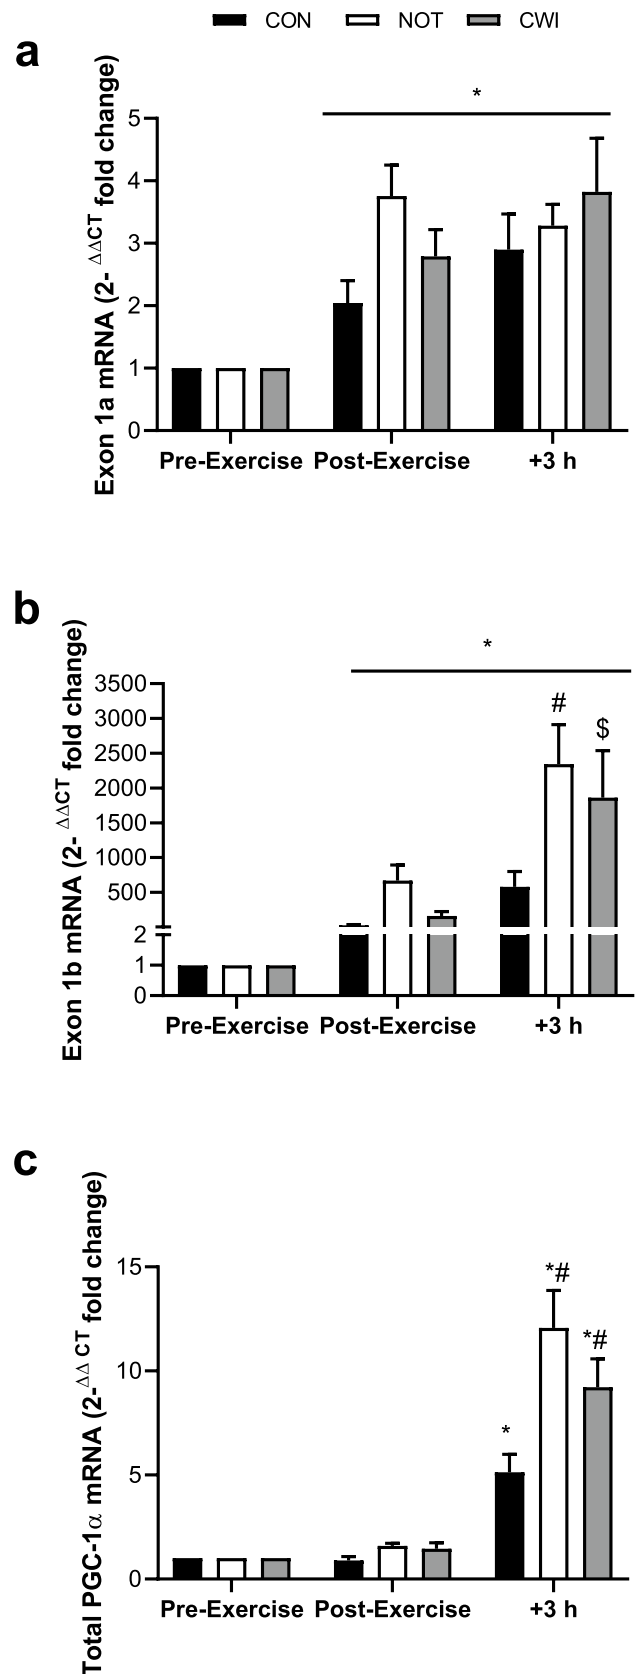 CON NOT CWI
a
Exon 1a mRNA (2- ΔΔCT fold change)
*
5
4
3
2
1
0
Pre-Exercise Post-Exercise +3 h
b
Exon 1b mRNA (2- ΔΔCT fold change)
*
3500
3000
2500
2000
1500
1000
500
2
1
0
#
$
Pre-Exercise Post-Exercise +3 h
c
Total PGC-1α mRNA (2-ΔΔ CT fold change)
15
10
5
0
*#
*#
*
Pre-Exercise Post-Exercise +3 h